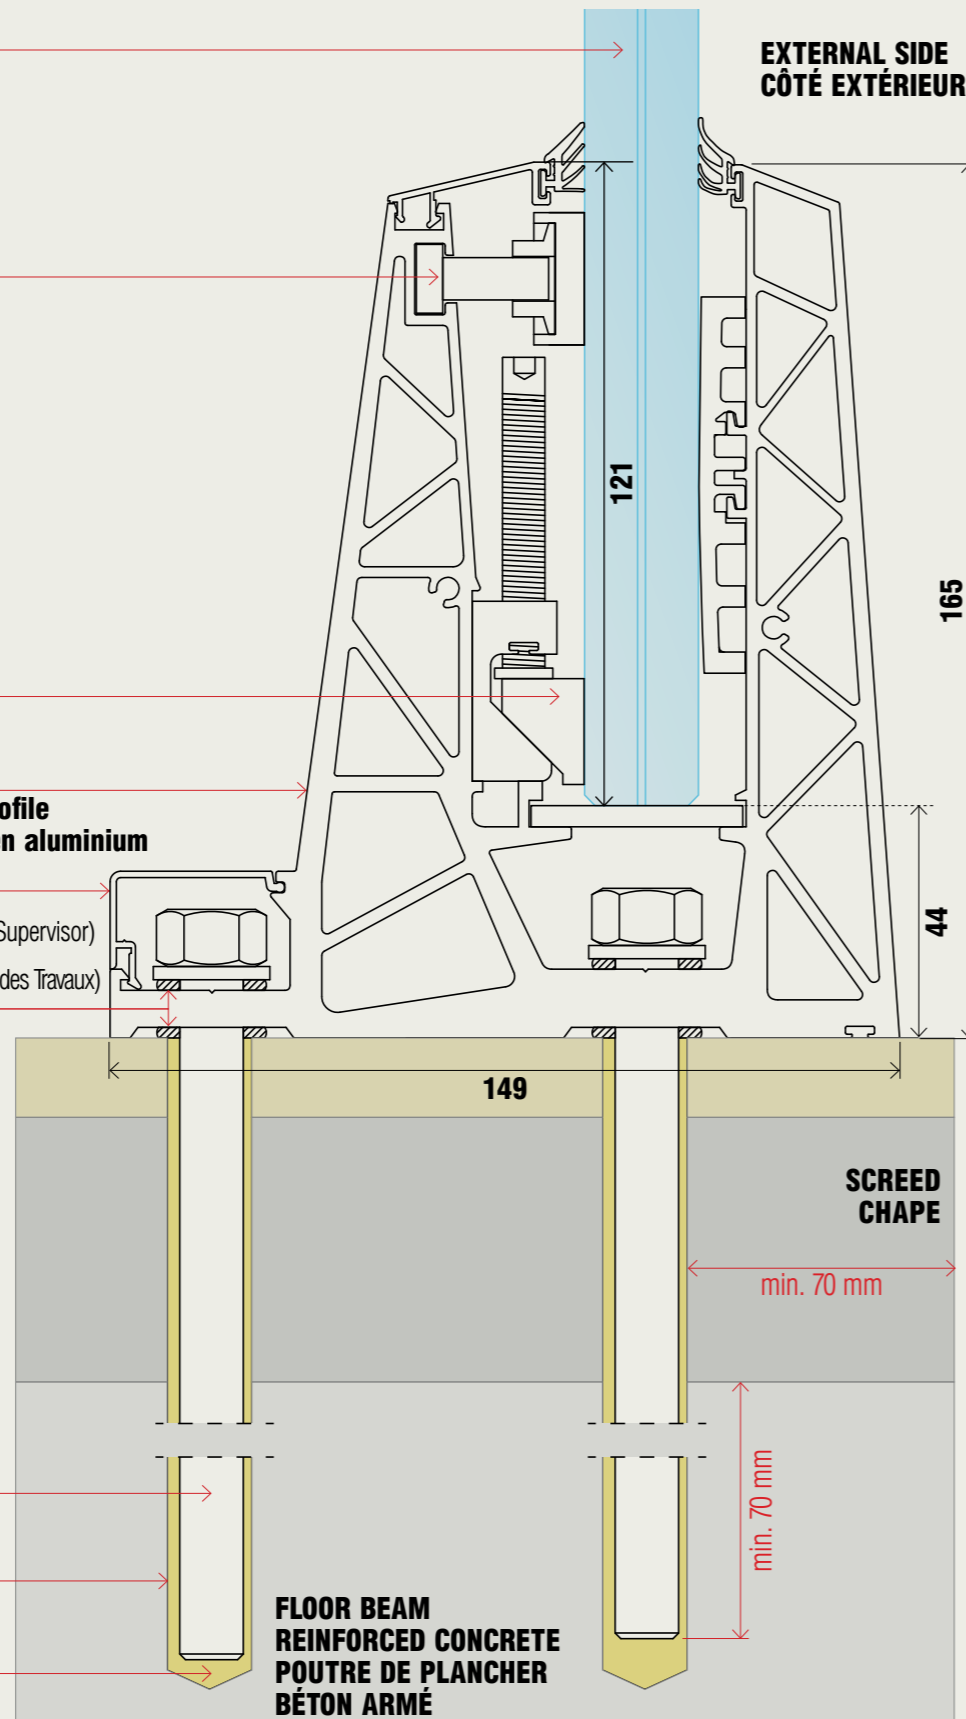 EXTERNAL SIDE
CÔTÉ EXTÉRIEUR
121
165
ofile
en aluminium
Supervisor)
des Travaux)
44
149
SCREED
CHAPE
min. 70 mm
min. 70 mm
FLOOR BEAM
REINFORCED CONCRETE
POUTRE DE PLANCHER
BÉTON ARMÉ